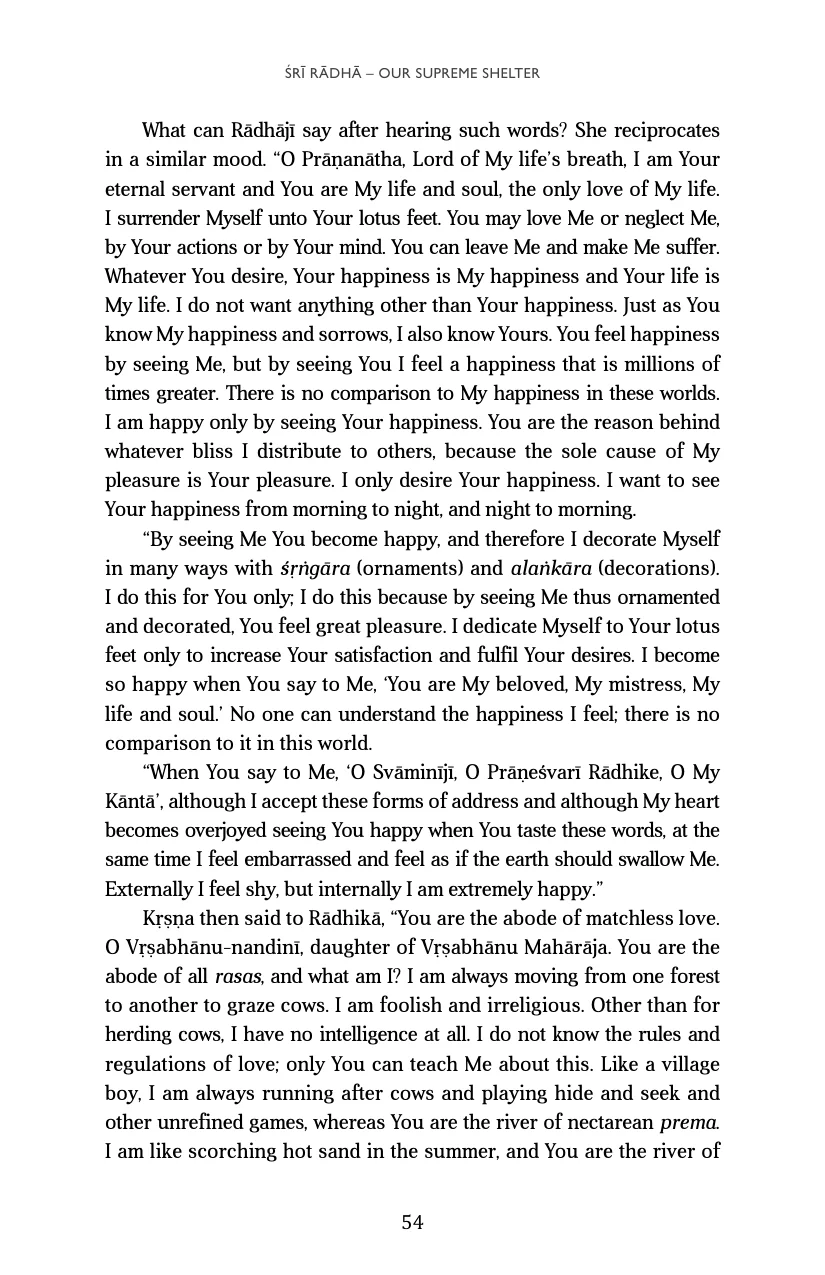 ŚRĪ RĀDHĀ – OUR SUPREME SHELTER
What can Rādhājī say after hearing such words? She reciprocates
in a similar mood. “O Prāṇanātha, Lord of My life’s breath, I am Your
eternal servant and You are My life and soul, the only love of My life.
I surrender Myself unto Your lotus feet. You may love Me or neglect Me,
by Your actions or by Your mind. You can leave Me and make Me suffer.
Whatever You desire, Your happiness is My happiness and Your life is
My life. I do not want anything other than Your happiness. Just as You
know My happiness and sorrows, I also know Yours. You feel happiness
by seeing Me, but by seeing You I feel a happiness that is millions of
times greater. There is no comparison to My happiness in these worlds.
I am happy only by seeing Your happiness. You are the reason behind
whatever bliss I distribute to others, because the sole cause of My
pleasure is Your pleasure. I only desire Your happiness. I want to see
Your happiness from morning to night, and night to morning.
“By seeing Me You become happy, and therefore I decorate Myself
in many ways with śṛṅgāra (ornaments) and alaṅkāra (decorations).
I do this for You only; I do this because by seeing Me thus ornamented
and decorated, You feel great pleasure. I dedicate Myself to Your lotus
feet only to increase Your satisfaction and fulfil Your desires. I become
so happy when You say to Me, ‘You are My beloved, My mistress, My
life and soul.’ No one can understand the happiness I feel; there is no
comparison to it in this world.
“When You say to Me, ‘O Svāminījī, O Prāṇeśvarī Rādhike, O My
Kāntā’, although I accept these forms of address and although My heart
becomes overjoyed seeing You happy when You taste these words, at the
same time I feel embarrassed and feel as if the earth should swallow Me.
Externally I feel shy, but internally I am extremely happy.”
Kṛṣṇa then said to Rādhikā, “You are the abode of matchless love.
O Vṛṣabhānu-nandinī, daughter of Vṛṣabhānu Mahārāja. You are the
abode of all rasas, and what am I? I am always moving from one forest
to another to graze cows. I am foolish and irreligious. Other than for
herding cows, I have no intelligence at all. I do not know the rules and
regulations of love; only You can teach Me about this. Like a village
boy, I am always running after cows and playing hide and seek and
other unrefined games, whereas You are the river of nectarean prema.
I am like scorching hot sand in the summer, and You are the river of
54